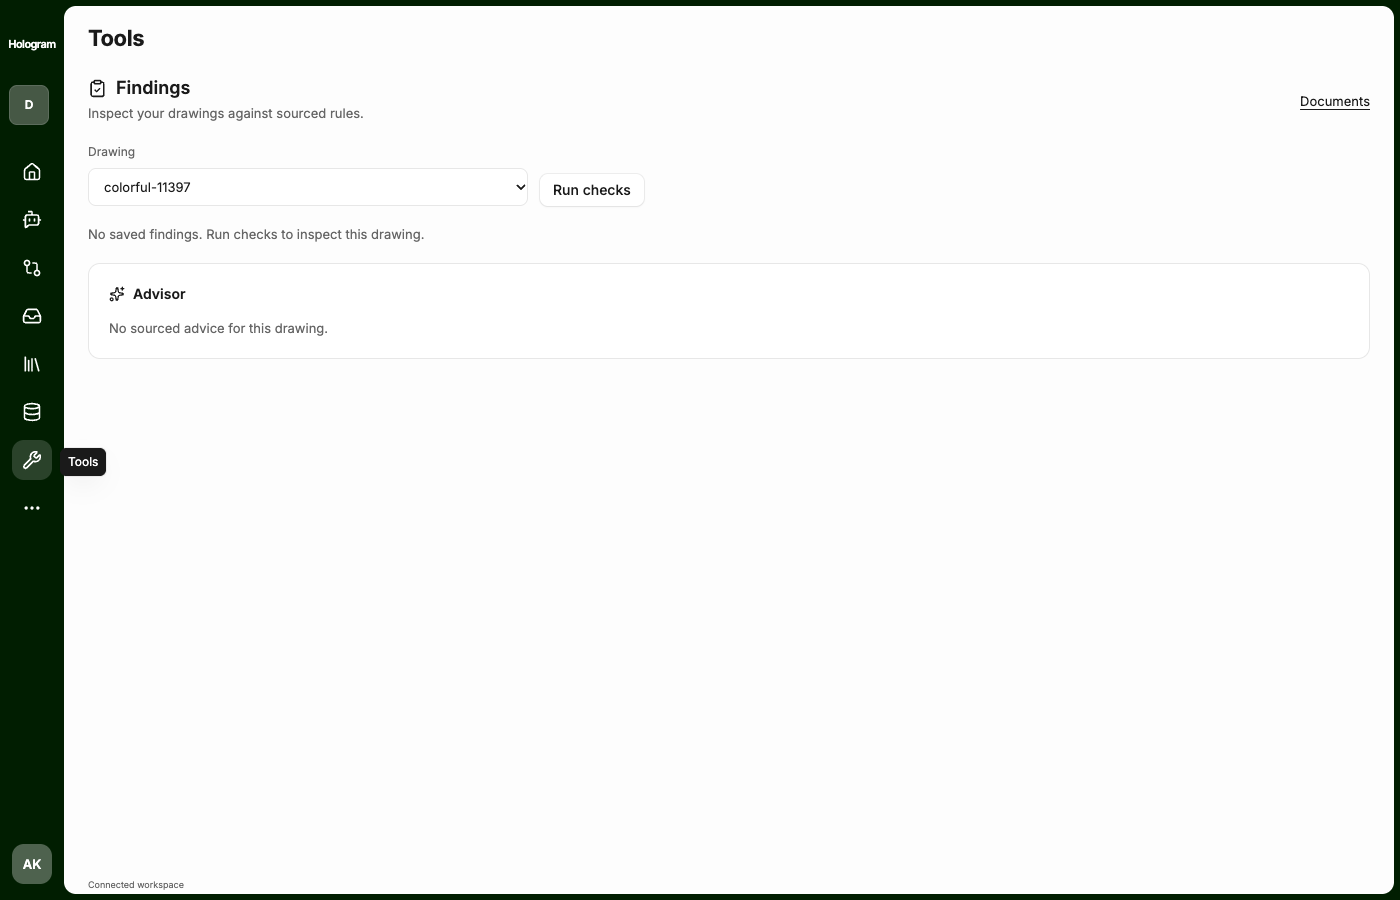 Hologram
Tools
D
Findings
Inspect your drawings against sourced rules.
Documents
Drawing
colorful-11397
Run checks
No saved findings. Run checks to inspect this drawing.
Advisor
No sourced advice for this drawing.
Tools
AK
Connected workspace